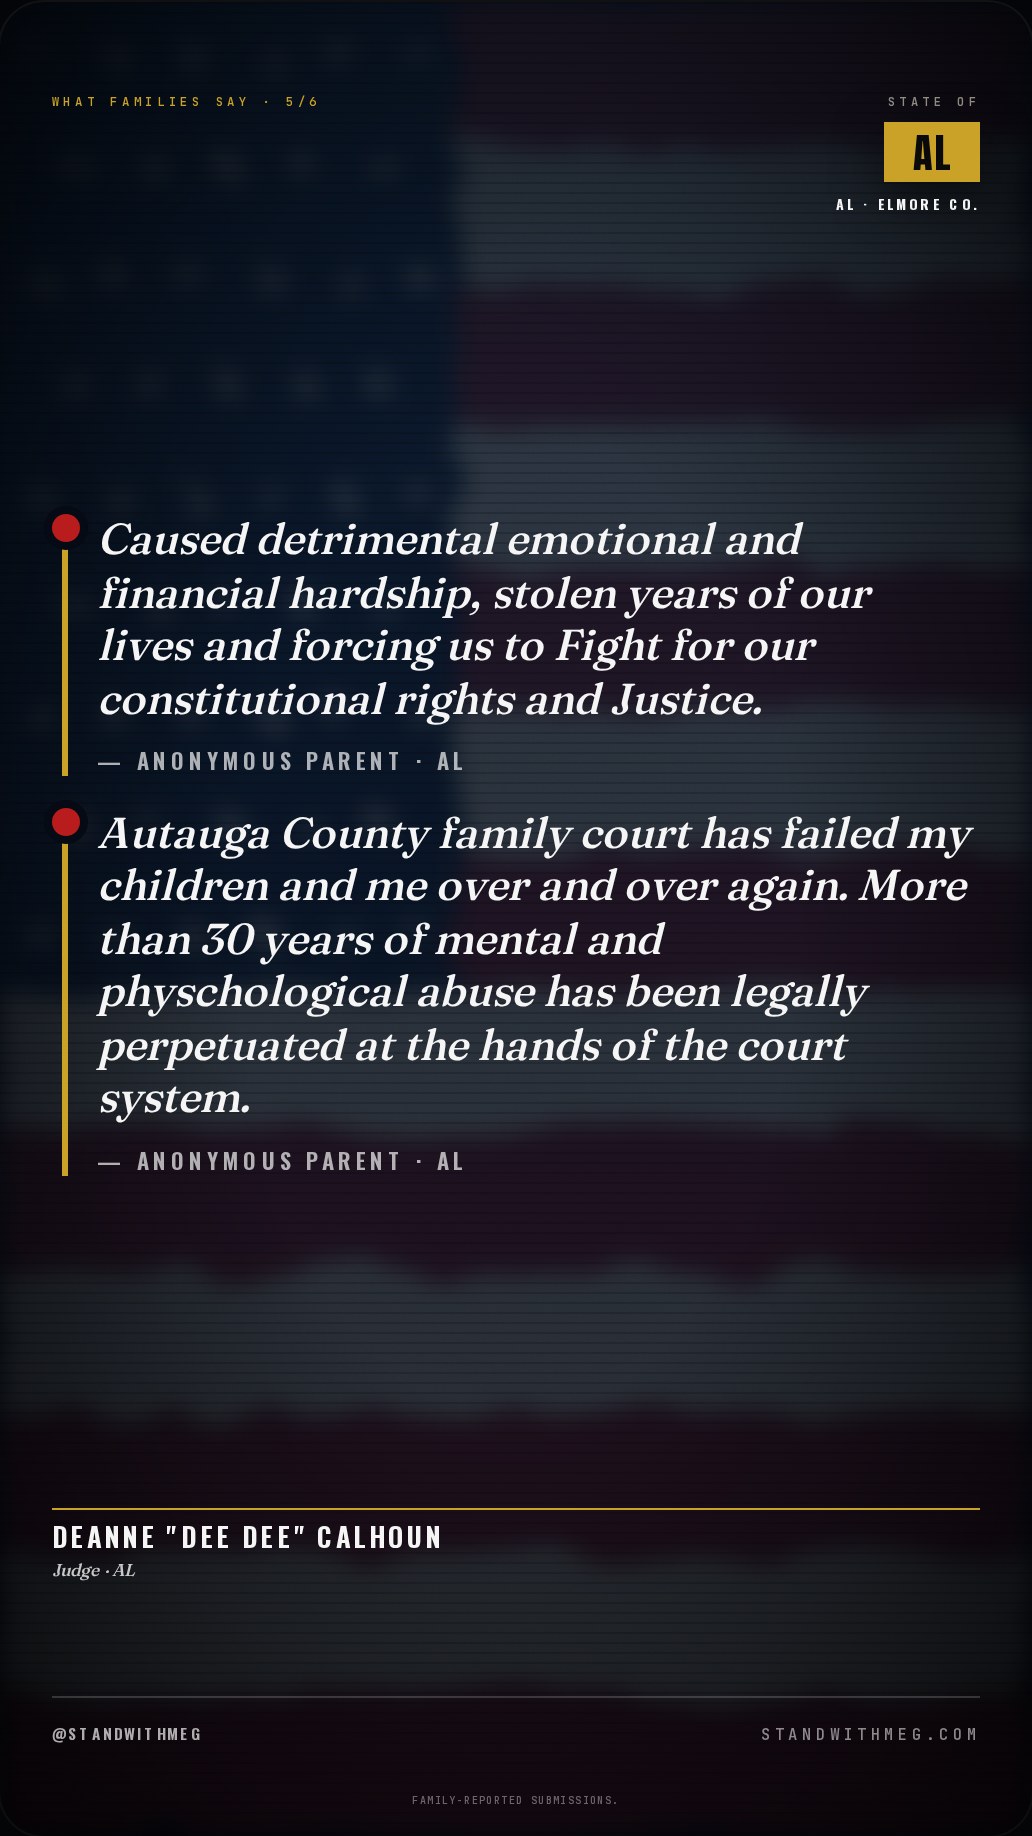 WHAT FAMILIES SAY · 5/6
STATE OF
AL
AL · ELMORE CO.
Caused detrimental emotional and
financial hardship, stolen years of our
lives and forcing us to Fight for our
constitutional rights and Justice.
— ANONYMOUS PARENT · AL
Autauga County family court has failed my
children and me over and over again. More
than 30 years of mental and
physchological abuse has been legally
perpetuated at the hands of the court
system.
— ANONYMOUS PARENT · AL
DEANNE "DEE DEE" CALHOUN
Judge · AL
@STANDWITHMEG
STANDWITHMEG.COM
FAMILY-REPORTED SUBMISSIONS.